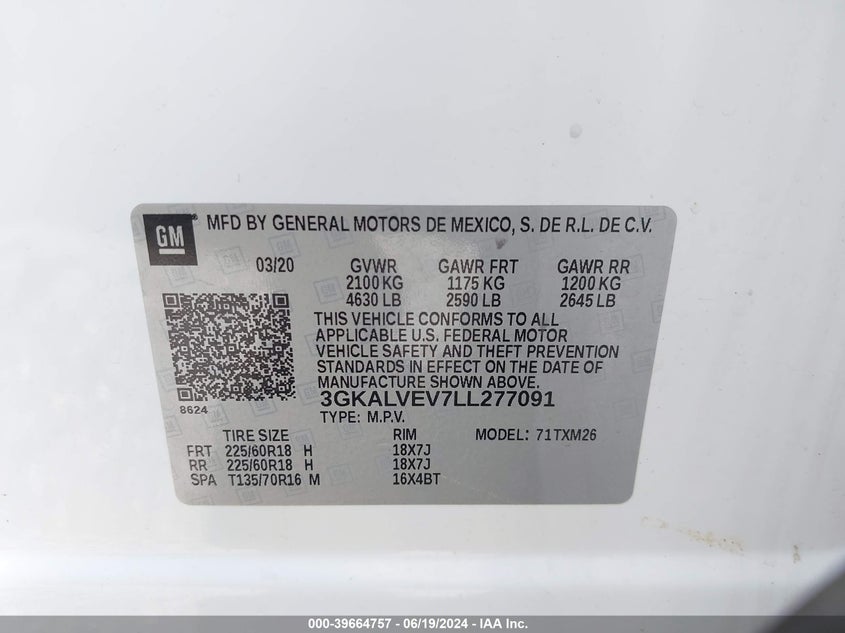 GM ® MFD BY GENERAL MOTORS DE MEXICO, S. DE R.L. DE C.V.
03/20 GVWR GAWR FRT GAWR RR
2100 KG 1175 KG 1200 KG
4630 LB 2590 LB 2645 LB
THIS VEHICLE CONFORMS TO ALL
APPLICABLE U.S. FEDERAL MOTOR
VEHICLE SAFETY AND THEFT PREVENTION
STANDARDS IN EFFECT ON THE DATE OF
MANUFACTURE SHOWN ABOVE.
8624
3GKALVEV7LL277091
TYPE: M.P.V.
TIRE SIZE RIM MODEL: 71TXM26
FRT 225/60R18 H 18X7J
RR 225/60R18 H 18X7J
SPA T135/70R16 M 16X4BT
000-39664757 - 06/19/2024 - IAA Inc.